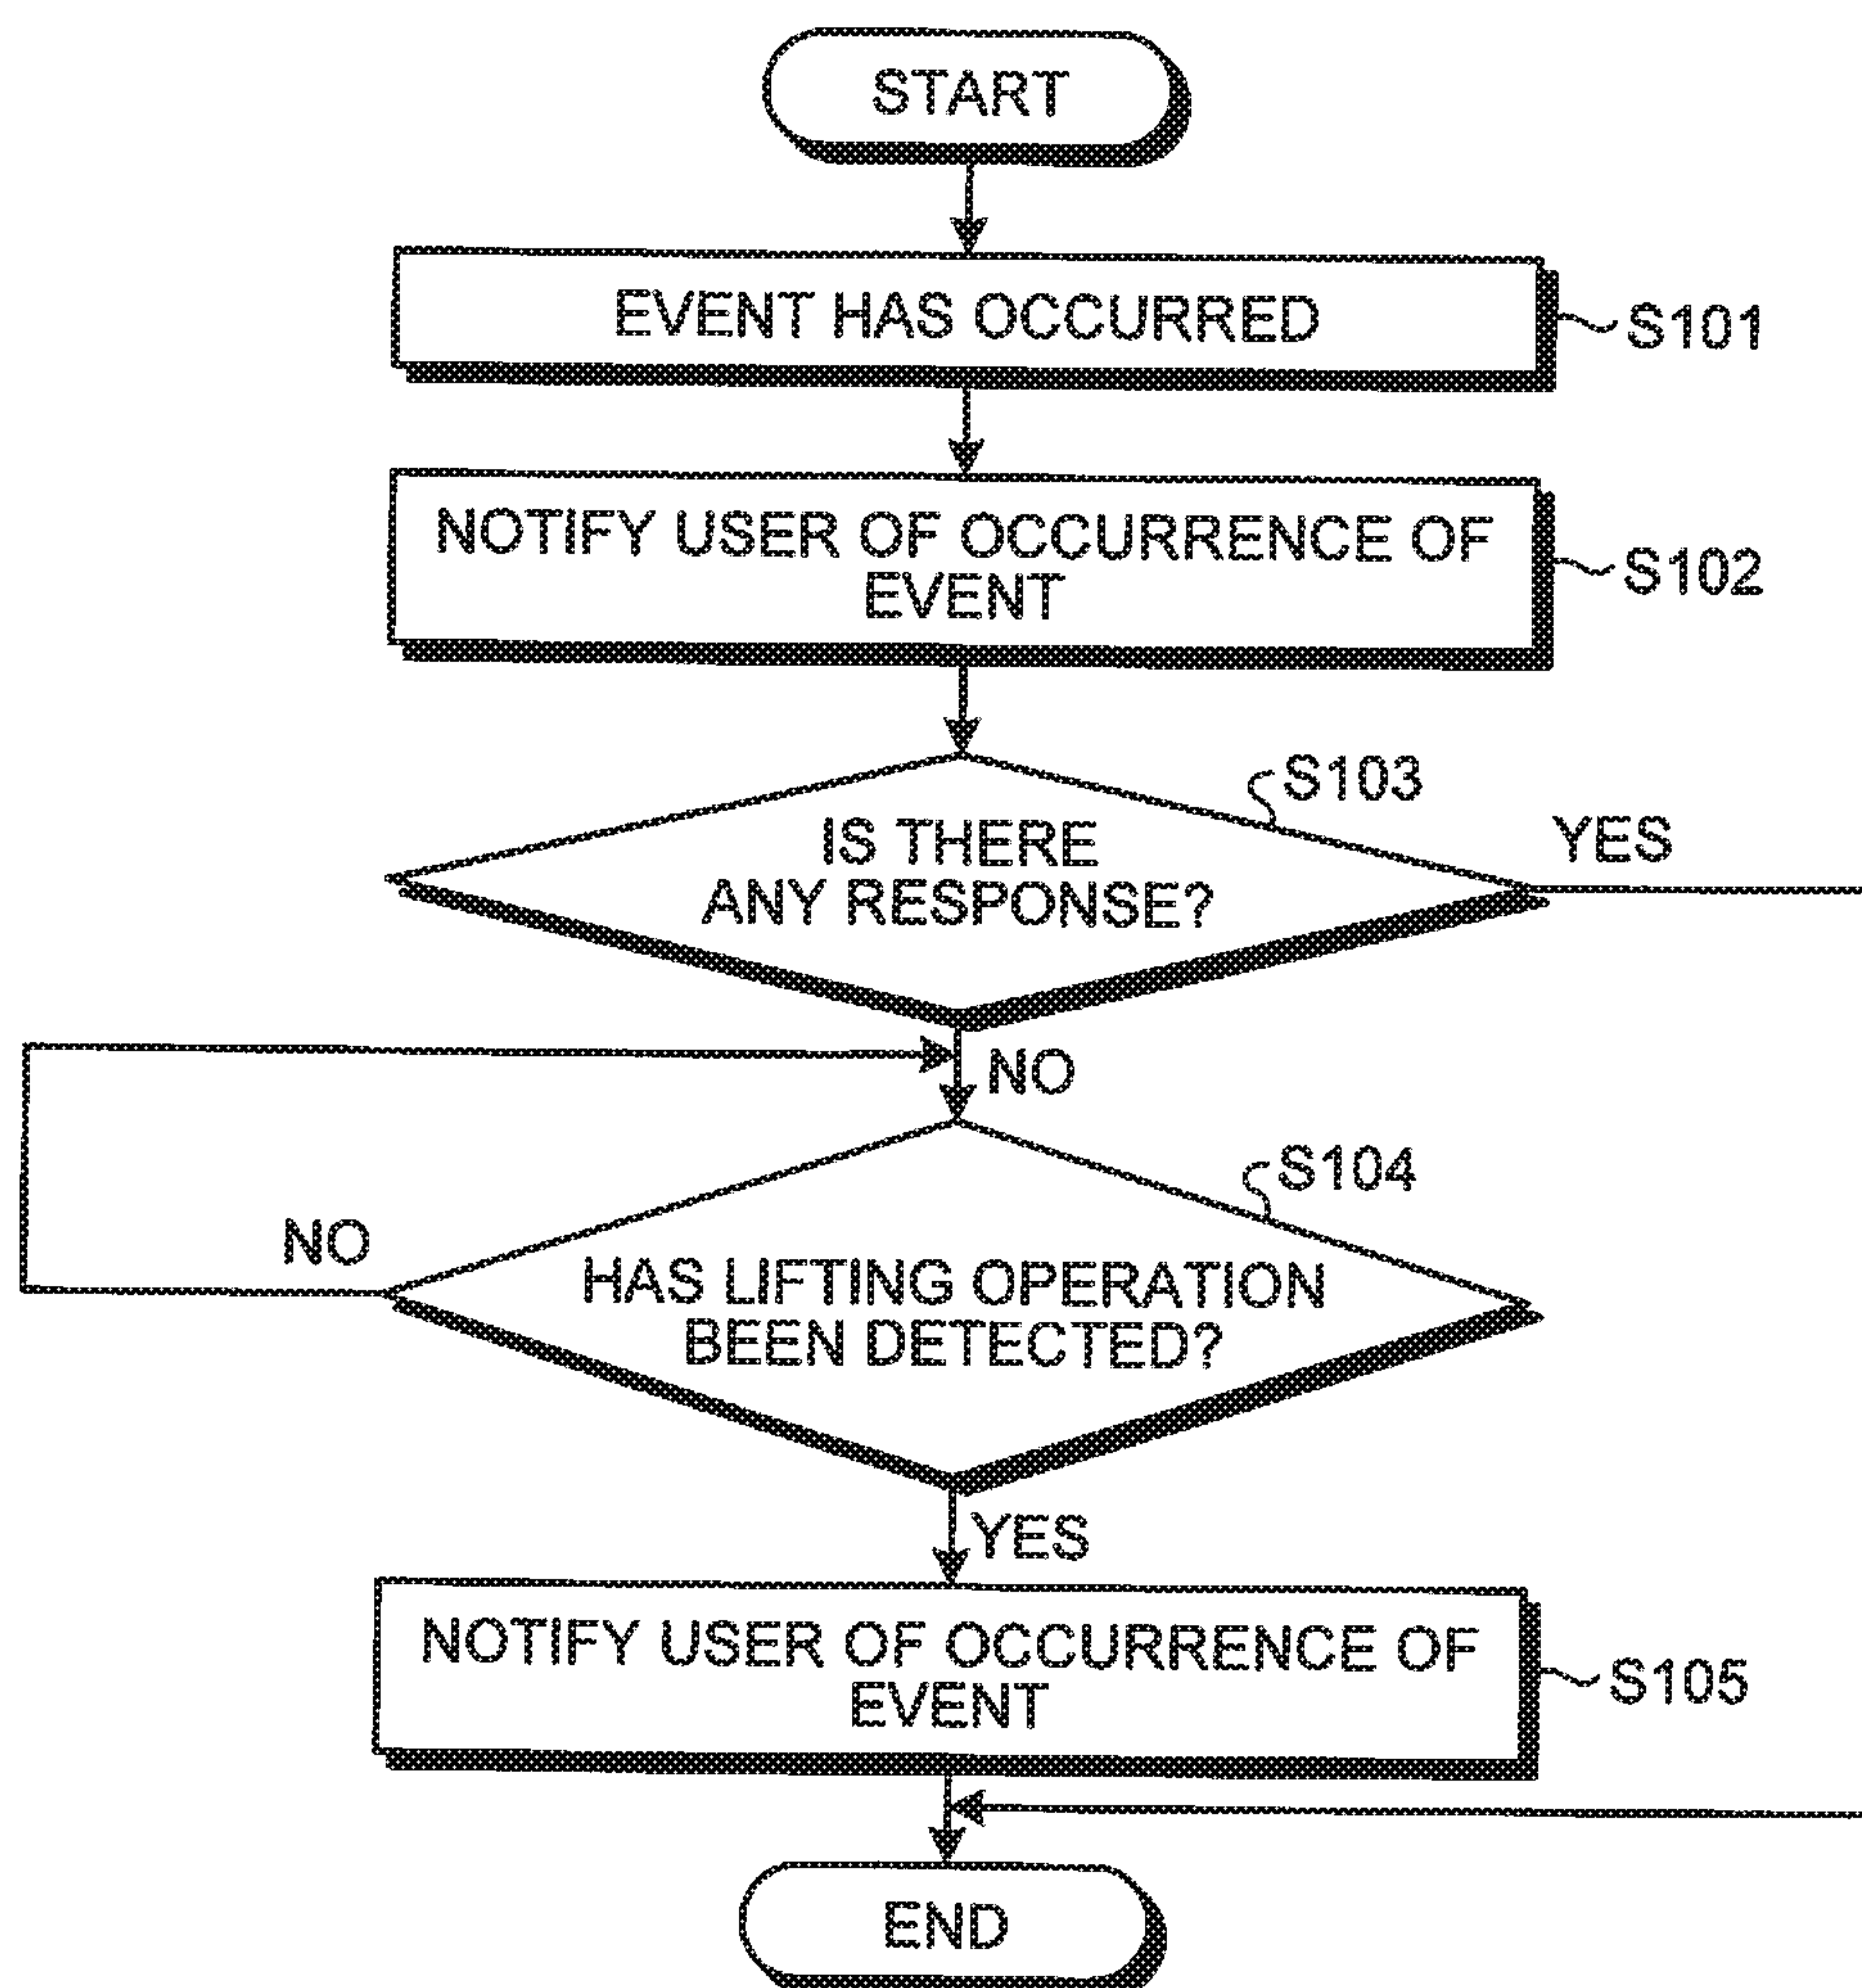 START
EVENT HAS OCCURRED
S101
NOTIFY USER OF OCCURRENCE OF
EVENT
S102
S103
IS THERE
ANY RESPONSE?
YES
NO
S104
NO
HAS LIFTING OPERATION
BEEN DETECTED?
YES
NOTIFY USER OF OCCURRENCE OF
EVENT
S105
END